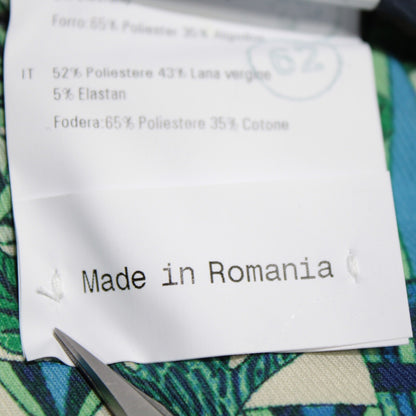 Forro: 65% Poliester 35% Algodon
IT 52% Poliestere 43% Lana vergine
5% Elastan
Fodera:65% Poliestere 35% Cotone
62
Made in Romania